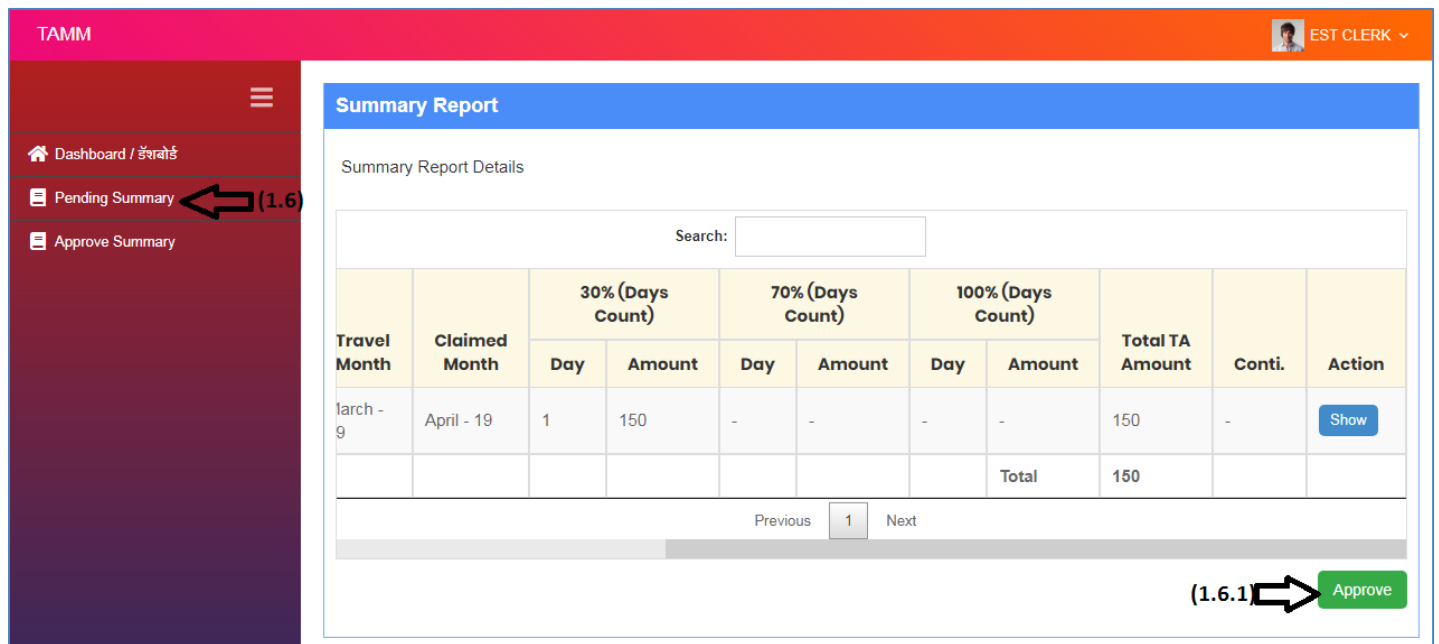 TAMM
EST CLERK
Summary Report
Dashboard / डॅशबोर्ड
Summary Report Details
Pending Summary
(1.6)
Approve Summary
Search:
Travel Month
Claimed Month
30% (Days Count)
70% (Days Count)
100% (Days Count)
Total TA Amount
Conti.
Action
Day Amount Day Amount Day Amount
April - 19 1 150 - - - - 150 - Show
Total 150
Previous 1 Next
(1.6.1) Approve